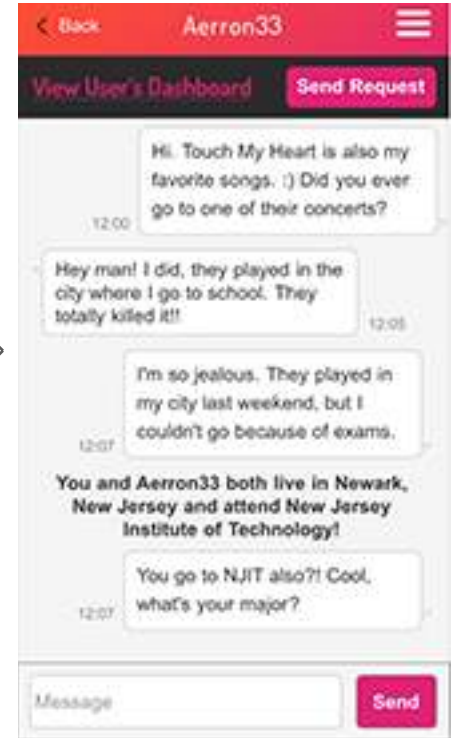 Back Aerron33
View User's Dashboard Send Request
Hi. Touch My Heart is also my
favorite songs. :) Did you ever
go to one of their concerts?
12:00
Hey man! I did, they played in the
city where I go to school. They
totally killed it!!
12:05
I'm so jealous. They played in
my city last weekend, but I
couldn't go because of exams.
12:07
You and Aerron33 both live in Newark,
New Jersey and attend New Jersey
Institute of Technology!
You go to NJIT also?! Cool,
what's your major?
12:07
Message Send